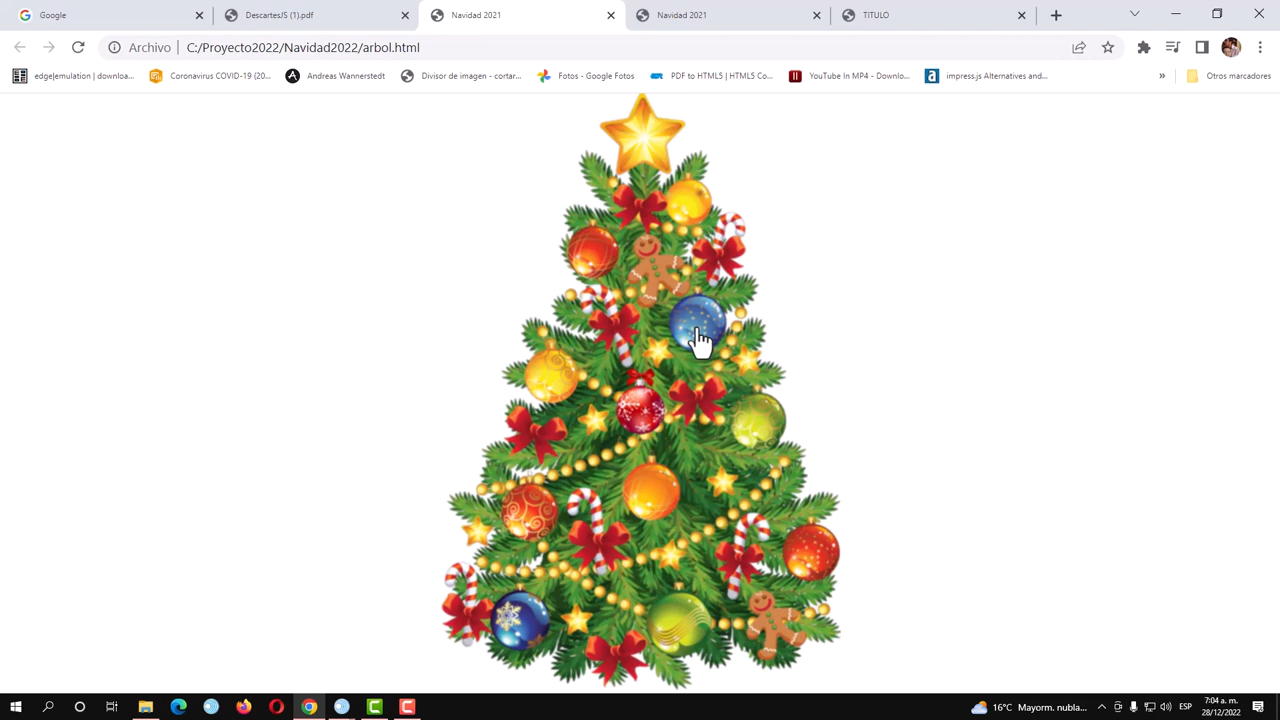 Google
DescartesJS (1).pdf
Navidad 2021
Navidad 2021
TITULO
Archivo
C:/Proyecto2022/Navidad2022/arbol.html
edge|emulation | downloa...
Coronavirus COVID-19 (20...
Andreas Wannerstedt
Divisor de imagen - cortar...
Fotos - Google Fotos
PDF to HTML5 | HTML5 Co...
YouTube In MP4 - Downlo...
impress.js Alternatives and...
»
Otros marcadores
16°C Mayorm. nubla...
ESP
7:04 a. m.
28/12/2022